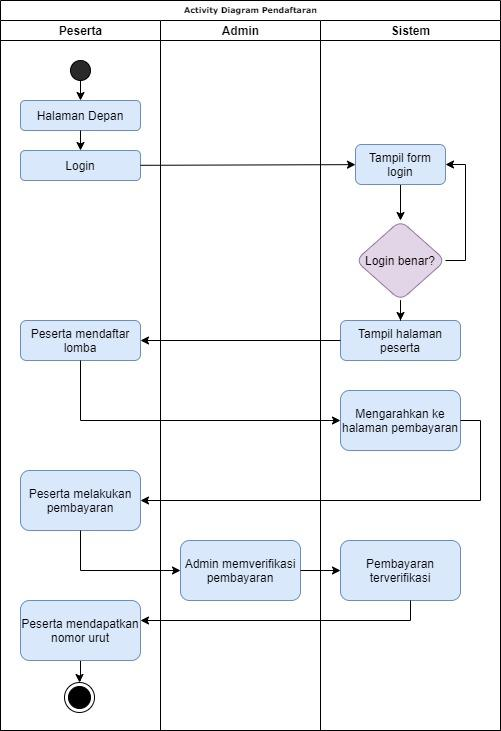 Activity Diagram Pendaftaran
Peserta
Admin
Sistem
Halaman Depan
Login
Tampil form
login
Login benar?
Tampil halaman
peserta
Peserta mendaftar
lomba
Mengarahkan ke
halaman pembayaran
Peserta melakukan
pembayaran
Admin memverifikasi
pembayaran
Pembayaran
terverifikasi
Peserta mendapatkan
nomor urut